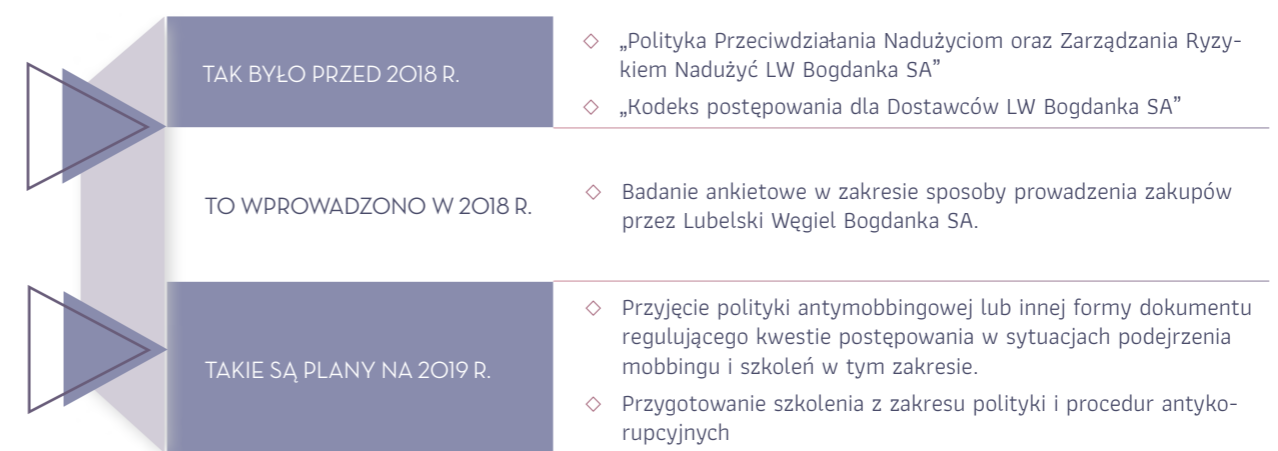 TAK BYŁO PRZED 2018 R.
◇ „Polityka Przeciwdziałania Nadużyciom oraz Zarządzania Ryzy-
kiem Nadużyć LW Bogdanka SA”
◇ „Kodeks postępowania dla Dostawców LW Bogdanka SA”
TO WPROWADZONO W 2018 R.
◇ Badanie ankietowe w zakresie sposoby prowadzenia zakupów
przez Lubelski Węgiel Bogdanka SA.
TAKIE SĄ PLANY NA 2019 R.
◇ Przyjęcie polityki antymobbingowej lub innej formy dokumentu
regulującego kwestie postępowania w sytuacjach podejrzenia
mobbingu i szkoleń w tym zakresie.
◇ Przygotowanie szkolenia z zakresu polityki i procedur antyko-
rupcyjnych